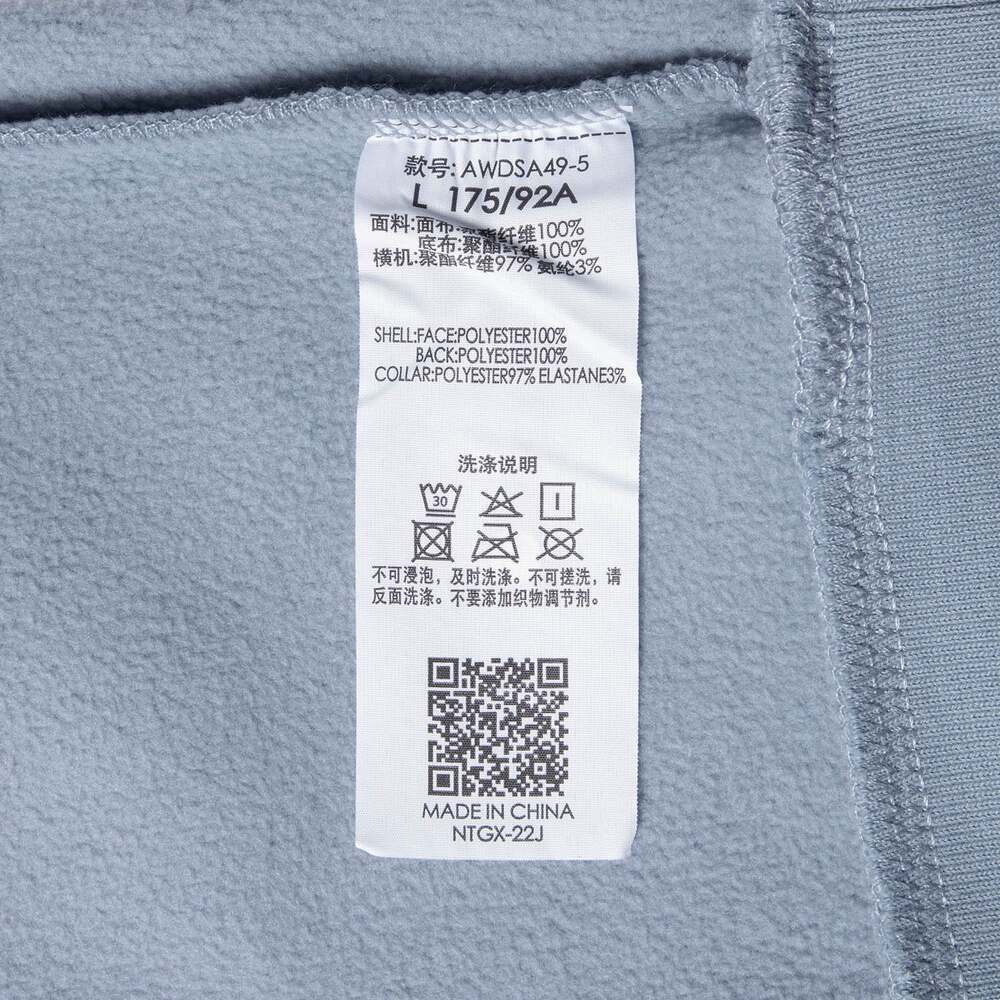 款号: AWDSA49-5
L 175/92A
面料:面布:聚酯纤维100%
底布:聚酯纤维100%
横机:聚酯纤维97% 氨纶3%
SHELL:FACE:POLYESTER100%
BACK:POLYESTER100%
COLLAR:POLYESTER97% ELASTANE3%
洗涤说明
30
不可浸泡，及时洗涤。不可搓洗，请
反面洗涤。不要添加织物调节剂。
MADE IN CHINA
NTGX-22J